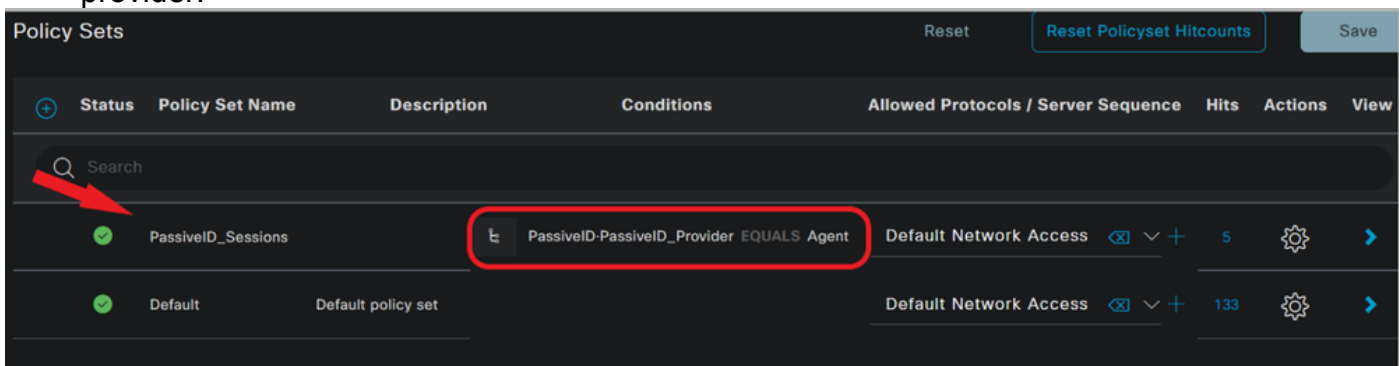 provider.
Policy Sets Reset Reset Policyset Hitcounts Save
Status Policy Set Name Description Conditions Allowed Protocols / Server Sequence Hits Actions View
Search
PassiveID_Sessions PassiveID·PassiveID_Provider EQUALS Agent Default Network Access 5
Default Default policy set Default Network Access 133